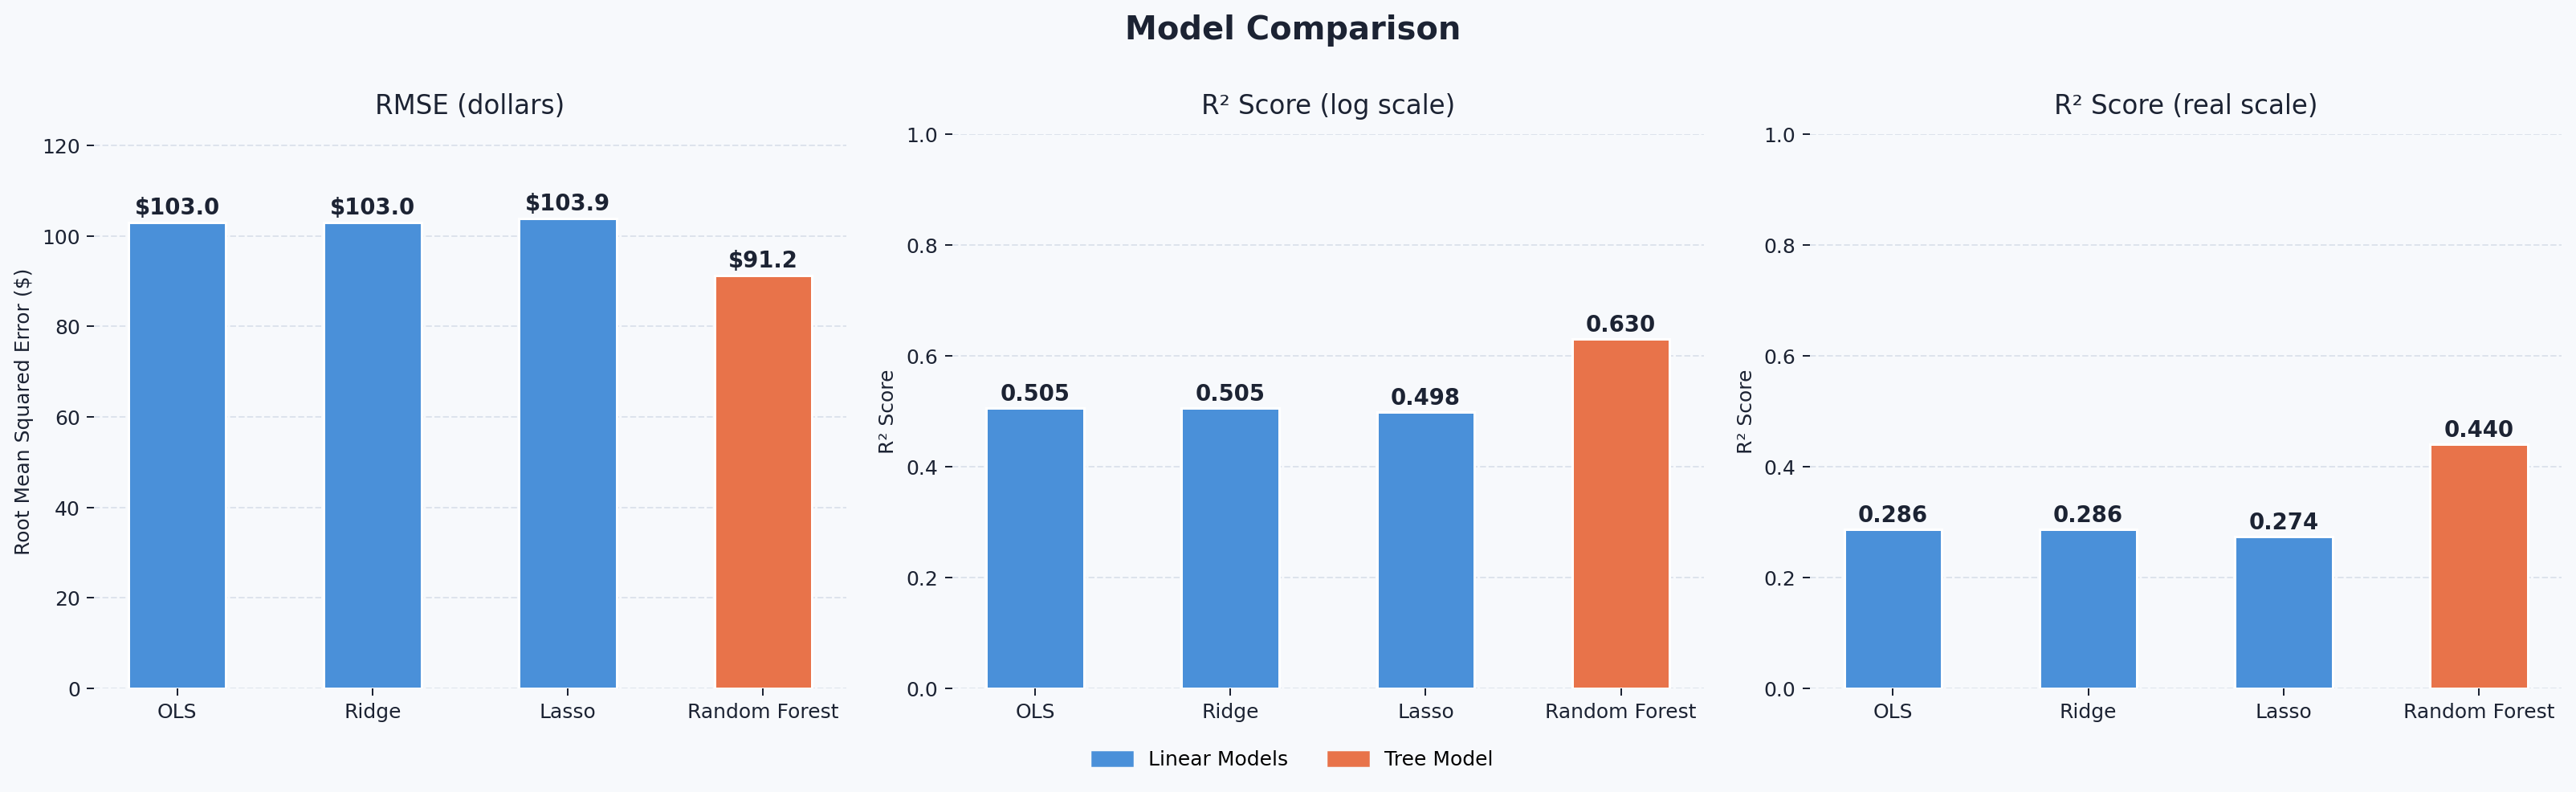 Model Comparison
RMSE (dollars)
Root Mean Squared Error ($)
120
100
80
60
40
20
0
$103.0
$103.0
$103.9
$91.2
OLS
Ridge
Lasso
Random Forest
R² Score (log scale)
R² Score
1.0
0.8
0.6
0.4
0.2
0.0
0.505
0.505
0.498
0.630
OLS
Ridge
Lasso
Random Forest
R² Score (real scale)
R² Score
1.0
0.8
0.6
0.4
0.2
0.0
0.286
0.286
0.274
0.440
OLS
Ridge
Lasso
Random Forest
Linear Models
Tree Model